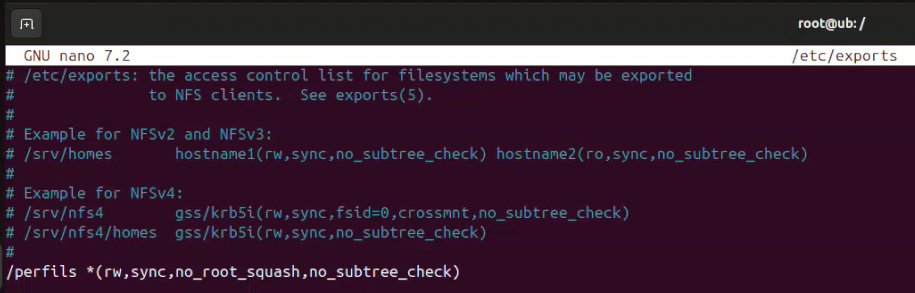 root@ub: /
GNU nano 7.2 /etc/exports
# /etc/exports: the access control list for filesystems which may be exported
#               to NFS clients.  See exports(5).
#
# Example for NFSv2 and NFSv3:
# /srv/homes       hostname1(rw,sync,no_subtree_check) hostname2(ro,sync,no_subtree_check)
#
# Example for NFSv4:
# /srv/nfs4        gss/krb5i(rw,sync,fsid=0,crossmnt,no_subtree_check)
# /srv/nfs4/homes  gss/krb5i(rw,sync,no_subtree_check)
#
/perfils *(rw,sync,no_root_squash,no_subtree_check)